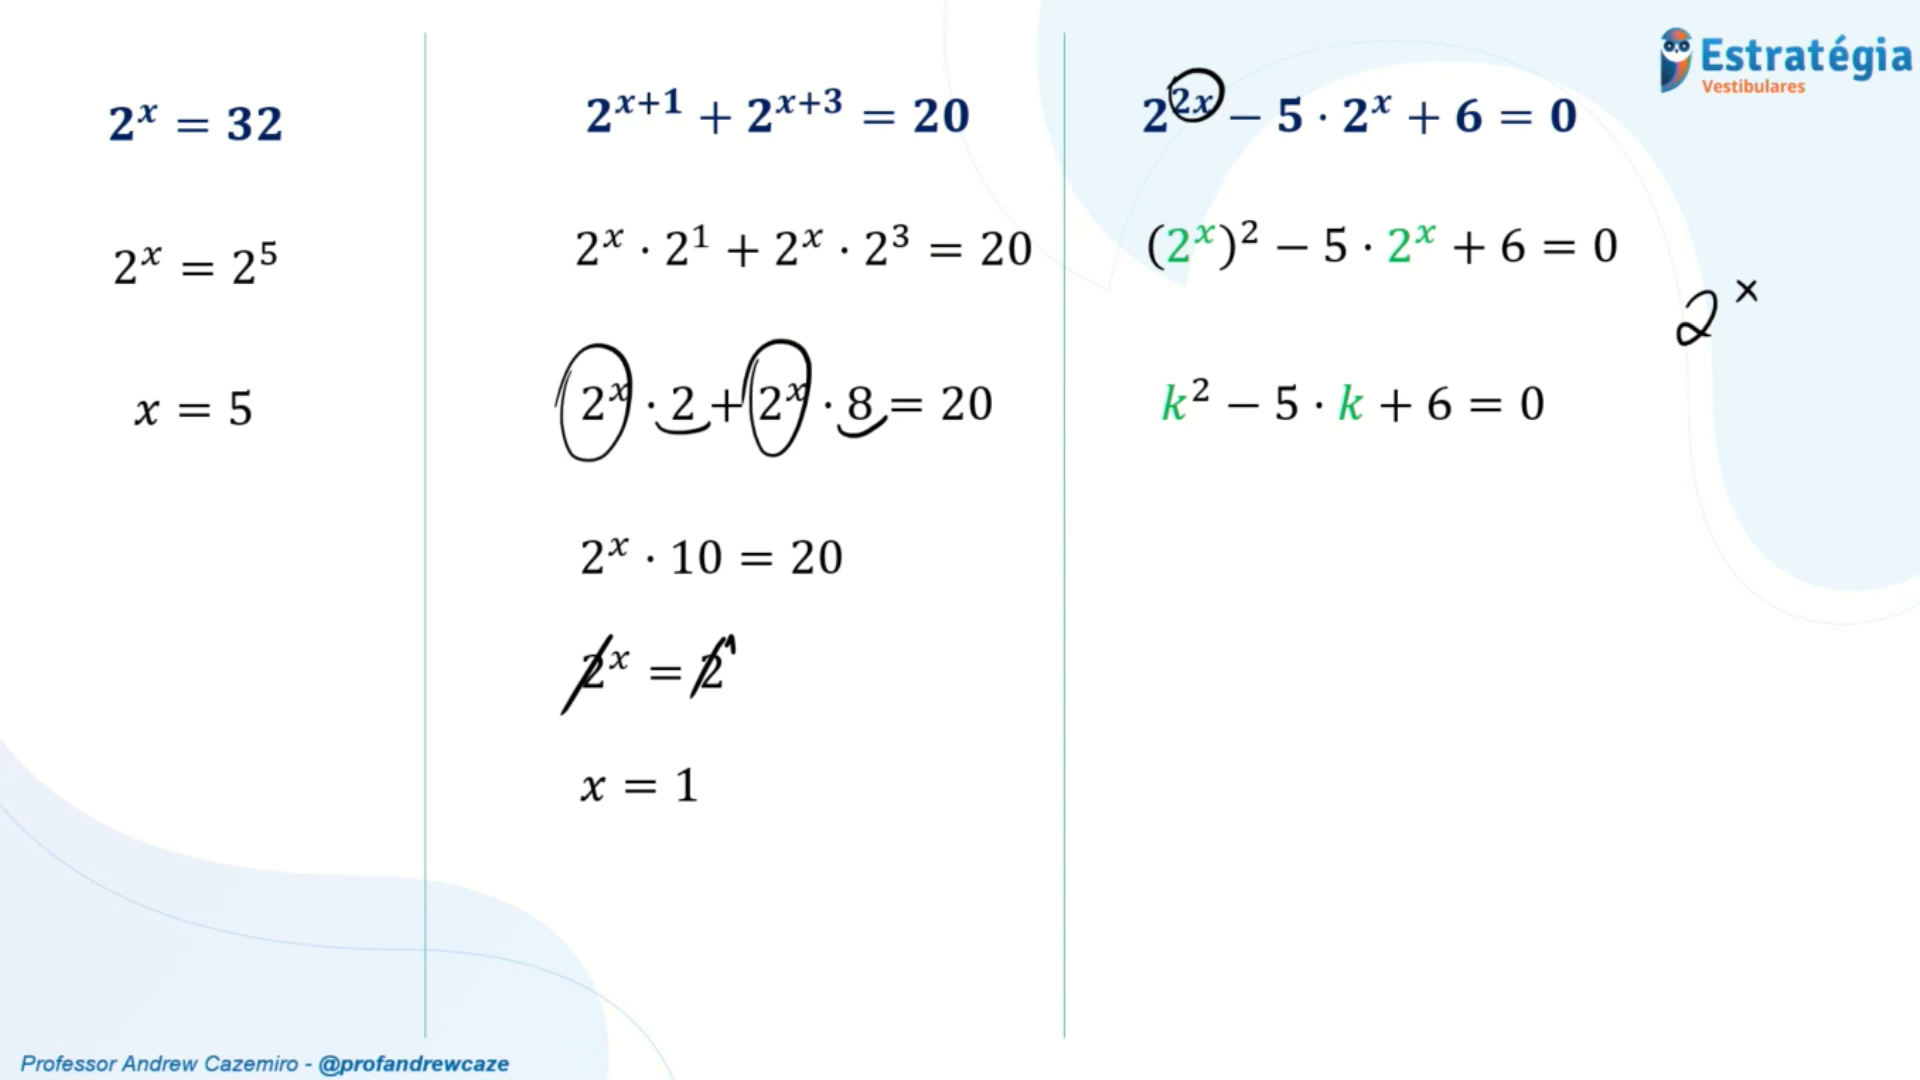 Estratégia
Vestibulares
2^x = 32
2^x = 2^5
x = 5
2^{x+1} + 2^{x+3} = 20
2^x · 2^1 + 2^x · 2^3 = 20
2^x · 2 + 2^x · 8 = 20
2^x · 10 = 20
2^x = 2^1
x = 1
2^{2x} − 5 · 2^x + 6 = 0
(2^x)^2 − 5 · 2^x + 6 = 0
2^x
k^2 − 5 · k + 6 = 0
Professor Andrew Cazemiro - @profandrewcaze